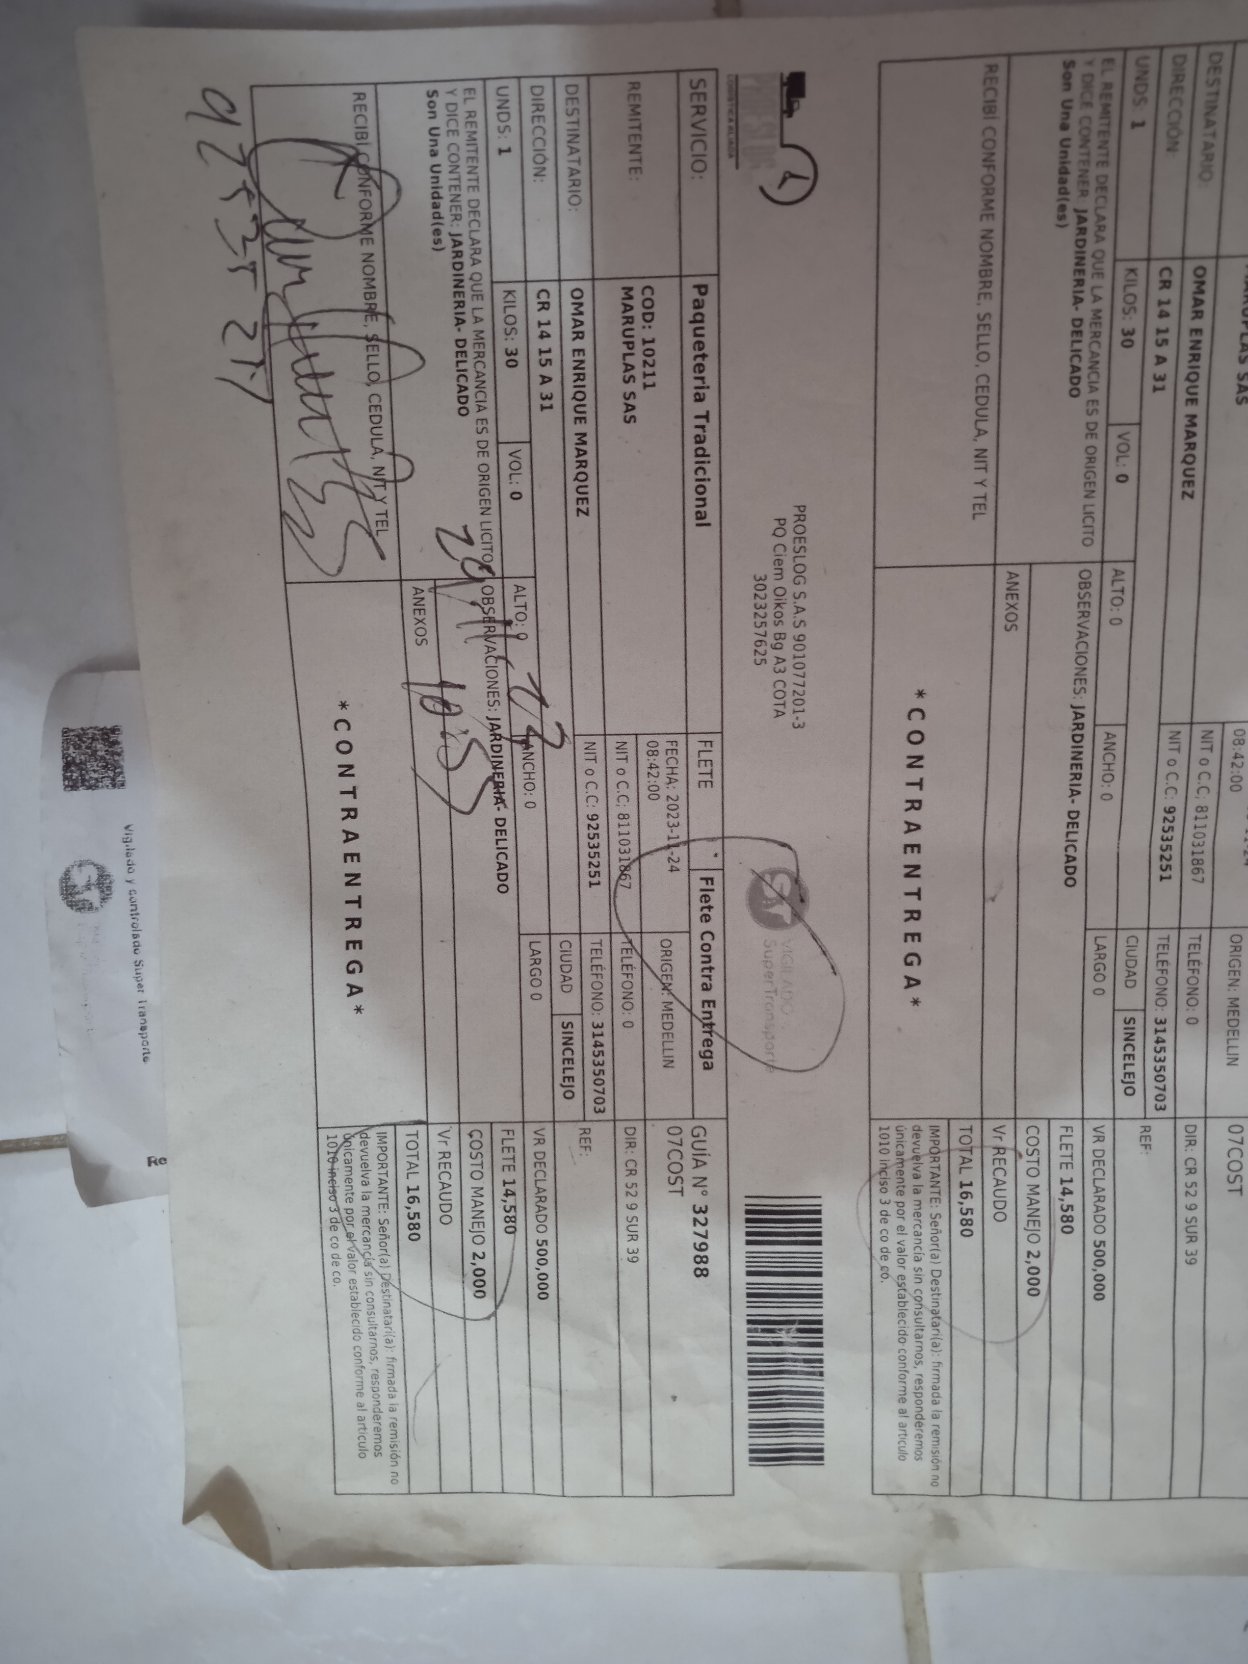 MARUPLAS SAS
08:42:00
ORIGEN: MEDELLIN
07COST
NIT o C.C: 811031867
TELÉFONO: 0
DIR: CR 52 9 SUR 39
DESTINATARIO:
OMAR ENRIQUE MARQUEZ
NIT o C.C: 92535251
TELÉFONO: 3145350703
REF:
DIRECCIÓN:
CR 14 15 A 31
CIUDAD
SINCELEJO
UNDS: 1
KILOS: 30
VOL: 0
ALTO: 0
ANCHO: 0
LARGO 0
VR DECLARADO 500,000
EL REMITENTE DECLARA QUE LA MERCANCIA ES DE ORIGEN LICITO
Y DICE CONTENER: JARDINERIA- DELICADO
Son Una Unidad(es)
OBSERVACIONES: JARDINERIA- DELICADO
FLETE 14,580
COSTO MANEJO 2,000
RECIBÍ CONFORME NOMBRE, SELLO, CEDULA, NIT Y TEL
ANEXOS
Vr RECAUDO
TOTAL 16,580
*CONTRAENTREGA*
IMPORTANTE: Señor(a) Destinatari(a): firmada la remisión no
devuelva la mercancía sin consultarnos, responderemos
únicamente por el valor establecido conforme al artículo
1010 inciso 3 de co de co.
LOGÍSTICA ALIADA
PROESLOG S.A.S 901077201-3
PQ Ciem Oikos Bg A3 COTA
3023257625
VIGILADO
SuperTransporte
SERVICIO:
Paqueteria Tradicional
FLETE
Flete Contra Entrega
GUÍA N° 327988
07COST
REMITENTE:
COD: 10211
MARUPLAS SAS
FECHA: 2023-11-24
08:42:00
ORIGEN: MEDELLIN
NIT o C.C: 811031867
TELÉFONO: 0
DIR: CR 52 9 SUR 39
DESTINATARIO:
OMAR ENRIQUE MARQUEZ
NIT o C.C: 92535251
TELÉFONO: 3145350703
REF:
DIRECCIÓN:
CR 14 15 A 31
CIUDAD
SINCELEJO
UNDS: 1
KILOS: 30
VOL: 0
ALTO: 0
ANCHO: 0
LARGO 0
VR DECLARADO 500,000
EL REMITENTE DECLARA QUE LA MERCANCIA ES DE ORIGEN LICITO
Y DICE CONTENER: JARDINERIA- DELICADO
Son Una Unidad(es)
OBSERVACIONES: JARDINERIA- DELICADO
FLETE 14,580
COSTO MANEJO 2,000
RECIBÍ CONFORME NOMBRE, SELLO, CEDULA, NIT Y TEL
ANEXOS
Vr RECAUDO
TOTAL 16,580
*CONTRAENTREGA*
IMPORTANTE: Señor(a) Destinatari(a): firmada la remisión no
devuelva la mercancía sin consultarnos, responderemos
únicamente por el valor establecido conforme al artículo
1010 inciso 3 de co de co.
Vigilado y Controlado Super Transporte
Re